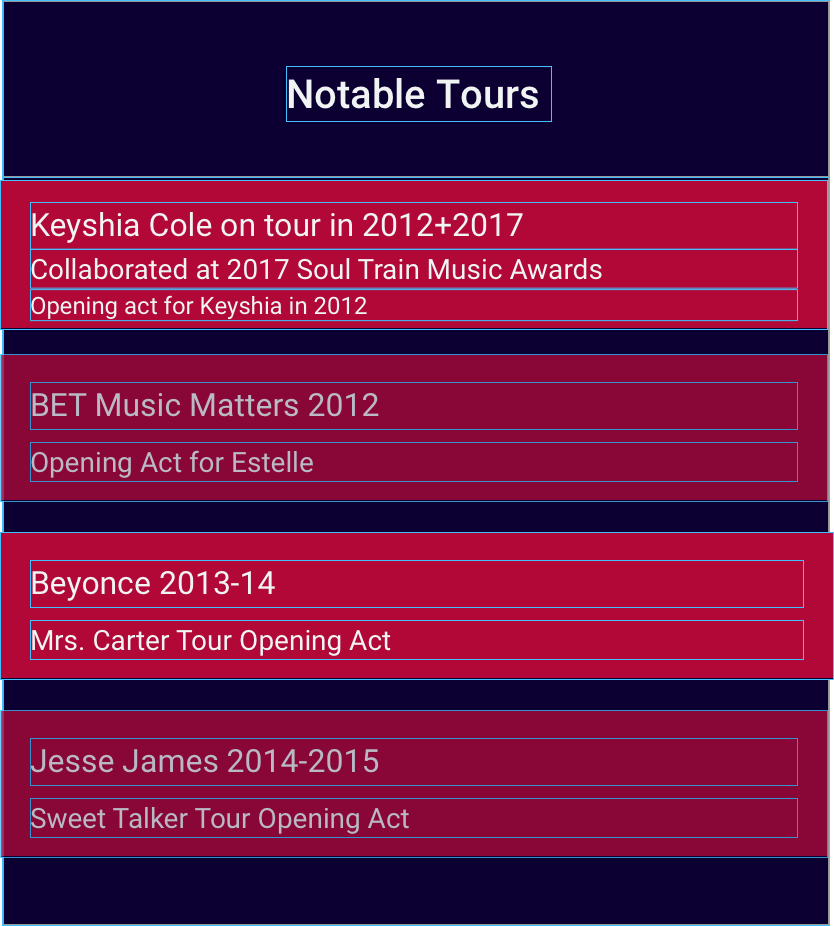 Notable Tours
Keyshia Cole on tour in 2012+2017
Collaborated at 2017 Soul Train Music Awards
Opening act for Keyshia in 2012
BET Music Matters 2012
Opening Act for Estelle
Beyonce 2013-14
Mrs. Carter Tour Opening Act
Jesse James 2014-2015
Sweet Talker Tour Opening Act